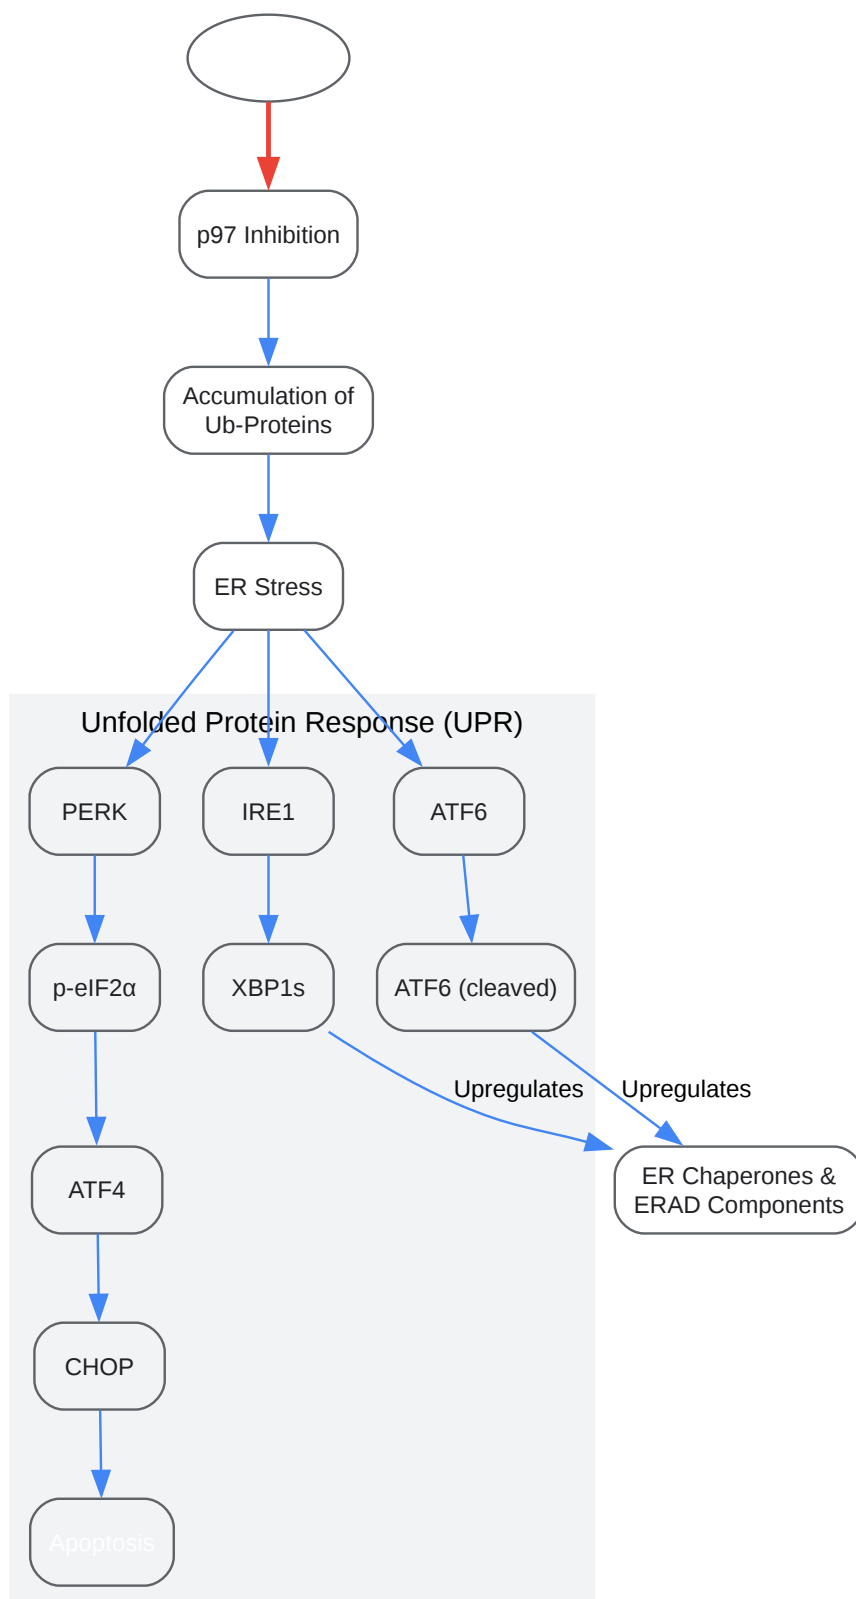 p97 Inhibition
Accumulation of
Ub-Proteins
ER Stress
Unfolded Protein Response (UPR)
PERK
IRE1
ATF6
p-eIF2α
XBP1s
ATF6 (cleaved)
Upregulates
Upregulates
ATF4
ER Chaperones &
ERAD Components
CHOP
Apoptosis